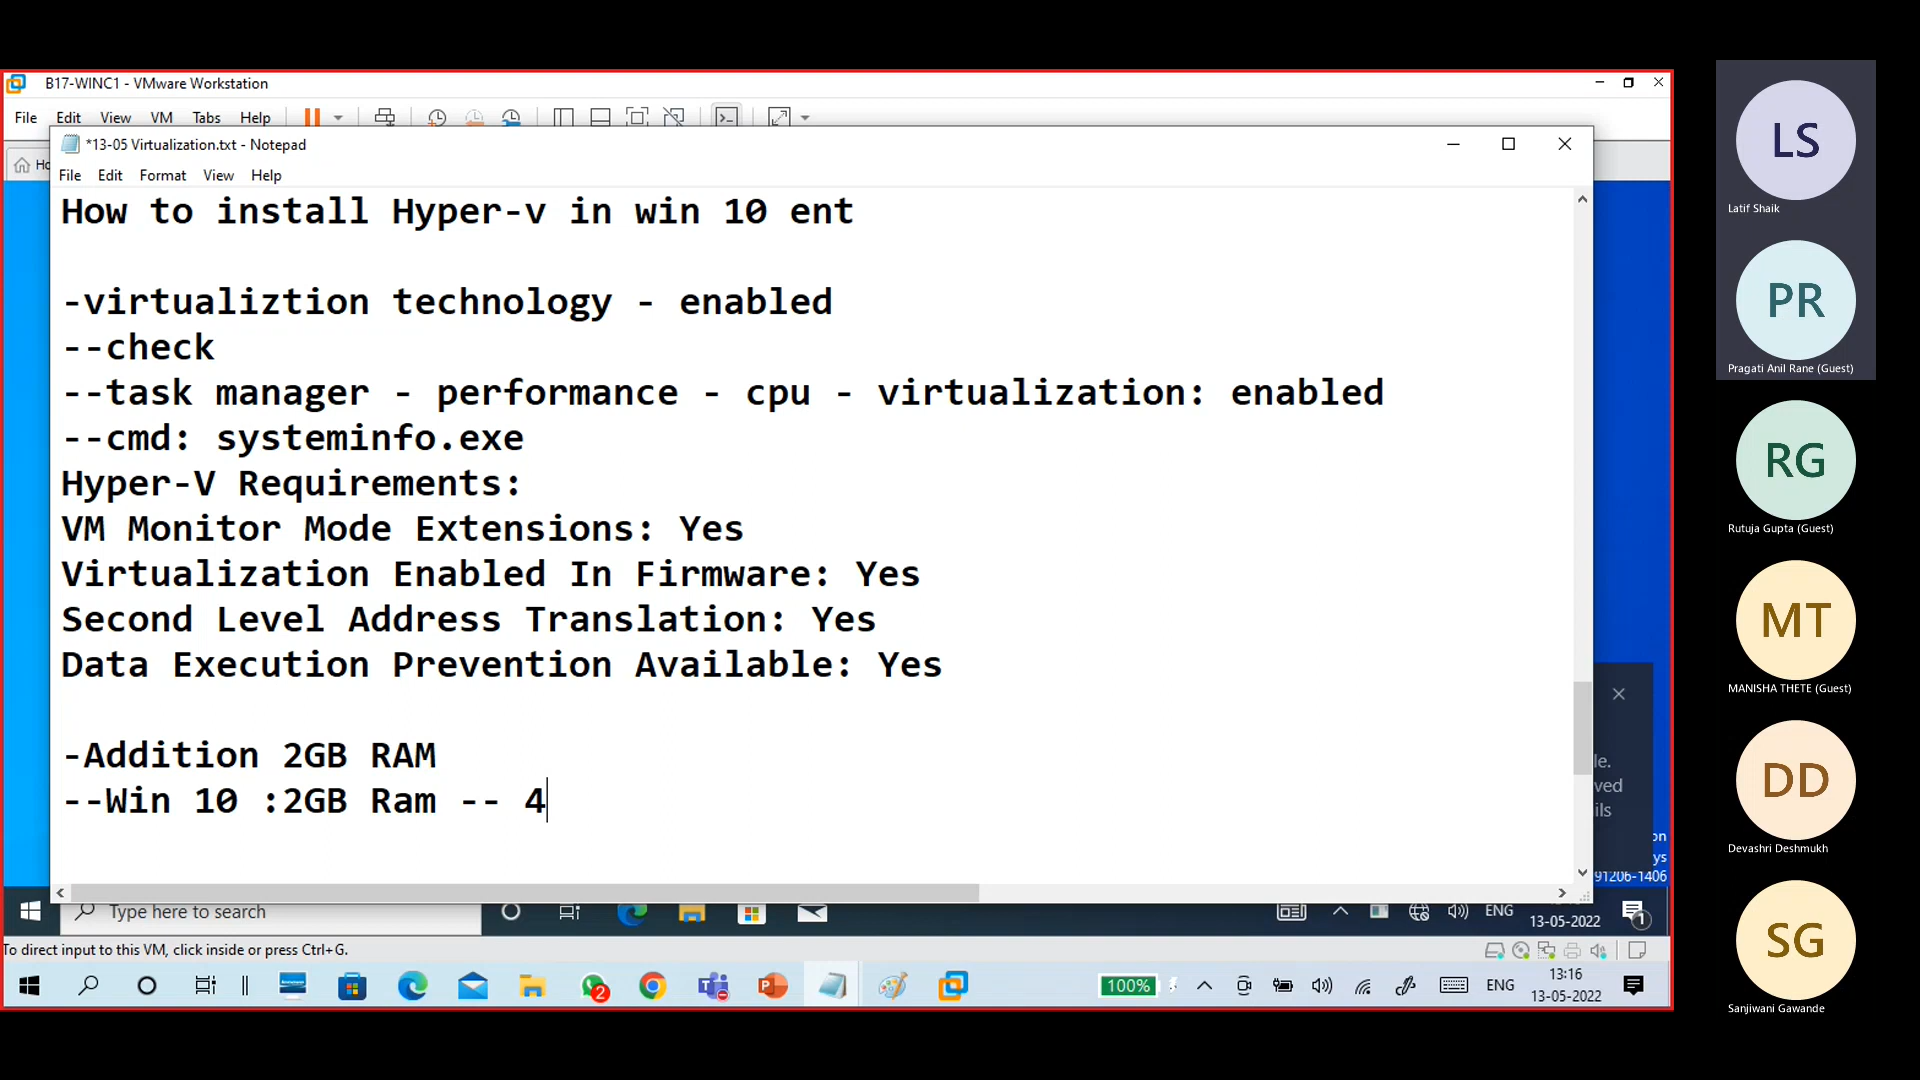 B17-WINC1 - VMware Workstation
File Edit View VM Tabs Help
*13-05 Virtualization.txt - Notepad
File Edit Format View Help
How to install Hyper-v in win 10 ent
-virtualiztion technology - enabled
--check
--task manager - performance - cpu - virtualization: enabled
--cmd: systeminfo.exe
Hyper-V Requirements:
VM Monitor Mode Extensions: Yes
Virtualization Enabled In Firmware: Yes
Second Level Address Translation: Yes
Data Execution Prevention Available: Yes
-Addition 2GB RAM
--Win 10 :2GB Ram -- 4
91206-1406
Type here to search
ENG
13-05-2022
1
To direct input to this VM, click inside or press Ctrl+G.
2
100%
ENG
13:16
13-05-2022
LS
Latif Shaik
PR
Pragati Anil Rane (Guest)
RG
Rutuja Gupta (Guest)
MT
MANISHA THETE (Guest)
DD
Devashri Deshmukh
SG
Sanjiwani Gawande